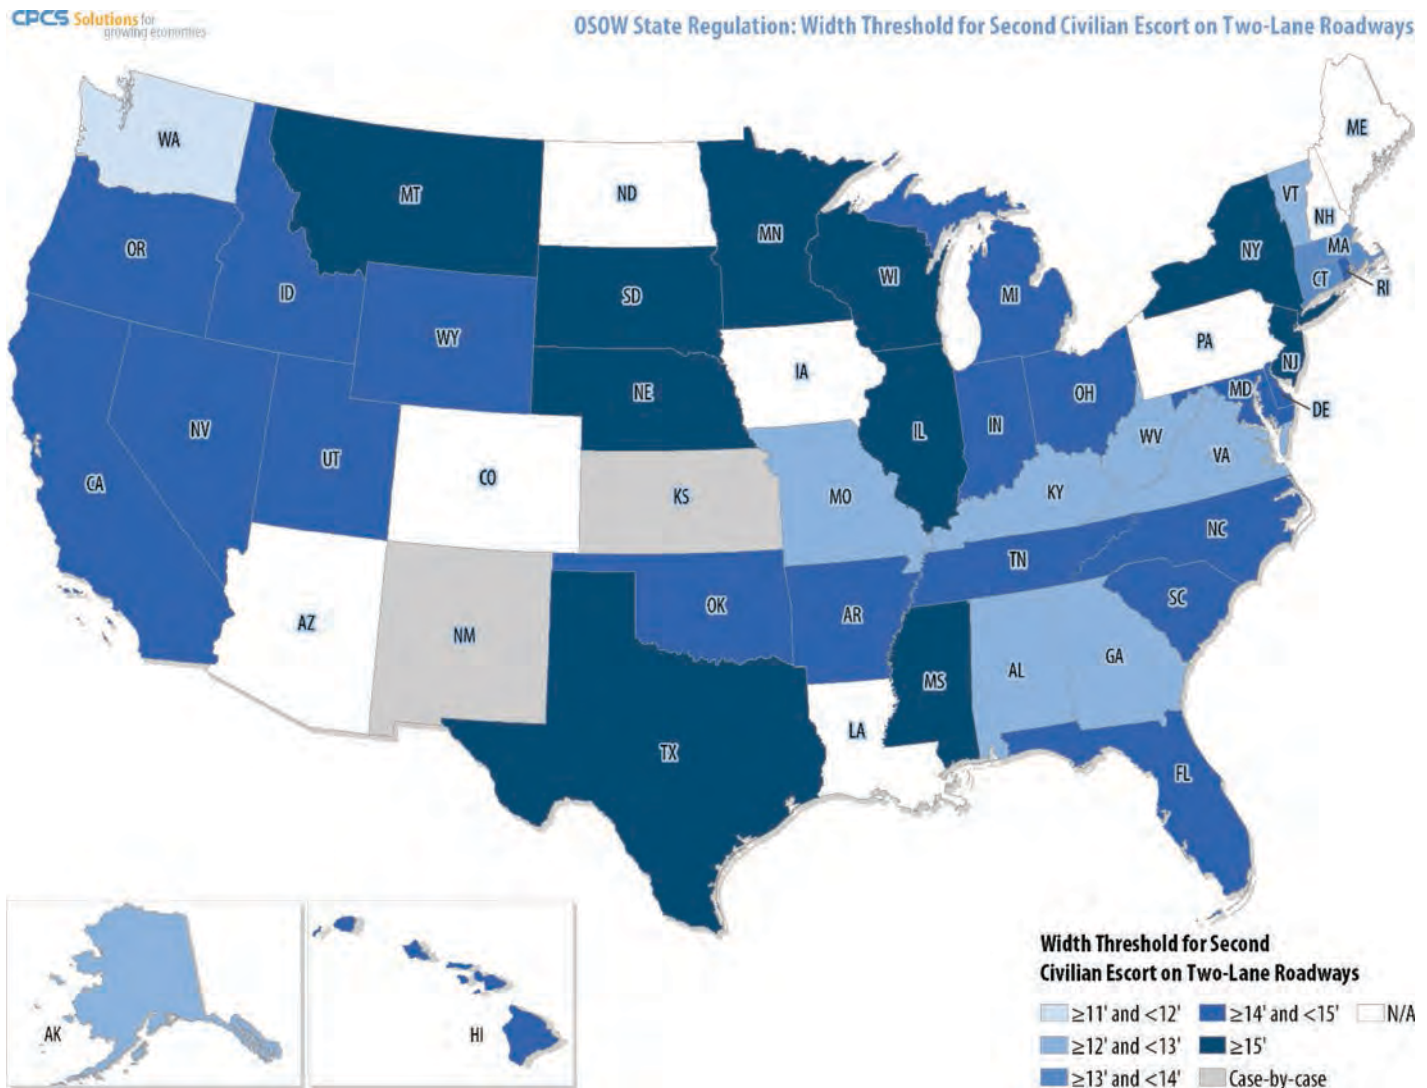 CPCS Solutions for
growing economies
OSOW State Regulation: Width Threshold for Second Civilian Escort on Two-Lane Roadways
WA
MT
ND
MN
ME
VT
NH
OR
ID
SD
WI
NY
MA
MI
CT
RI
WY
NE
IA
PA
NJ
NV
UT
CO
IL
IN
OH
MD
DE
WV
VA
CA
KS
MO
KY
NC
TN
AZ
NM
OK
AR
SC
MS
AL
GA
TX
LA
FL
AK
HI
Width Threshold for Second
Civilian Escort on Two-Lane Roadways
≥11' and <12'
≥12' and <13'
≥13' and <14'
≥14' and <15'
≥15'
Case-by-case
N/A